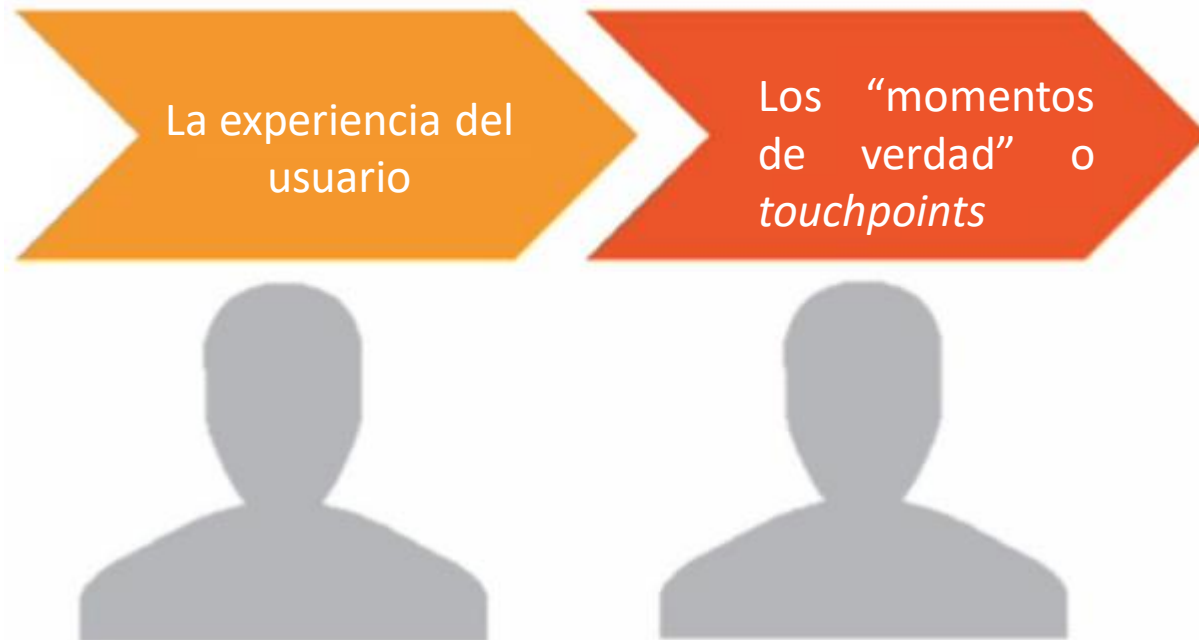 La experiencia del
usuario
Los “momentos
de verdad” o
touchpoints